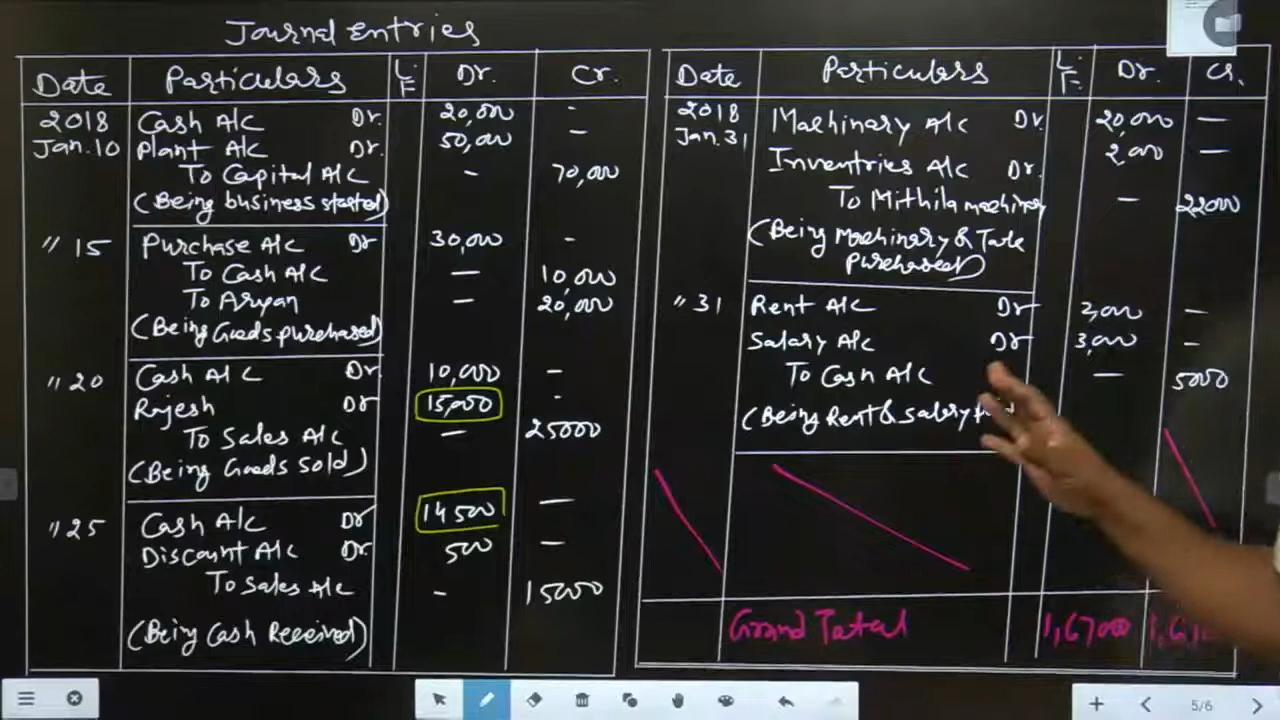 Journal Entries
Date Particulars L.F Dr. Cr.
2018 Cash A/c Dr. 20,000 -
Jan.10 Plant A/c Dr. 50,000 -
To Capital A/c - 70,000
(Being business started)
"15 Purchase A/c Dr 30,000 -
To Cash A/c - 10,000
To Aryan - 20,000
(Being Goods purchased)
"20 Cash A/c Dr. 10,000 -
Rajesh Dr 15,000 -
To Sales A/c - 25000
(Being Goods Sold)
"25 Cash A/c Dr 14500 -
Discount A/c Dr. 500 -
To Sales A/c - 15000
(Being Cash Received)
Date Particulars L.F. Dr. Cr.
2018 Machinary A/c Dr. 20,000 -
Jan.31 Inventries A/c Dr. 2,000 -
To Mithila machinery - 22000
(Being Machinery &
Purchased)
"31 Rent A/c Dr 2,000 -
Salary A/c Dr 3,000 -
To Cash A/c - 5000
(Being Rent & Salary
Grand Total 1,67000
5/6